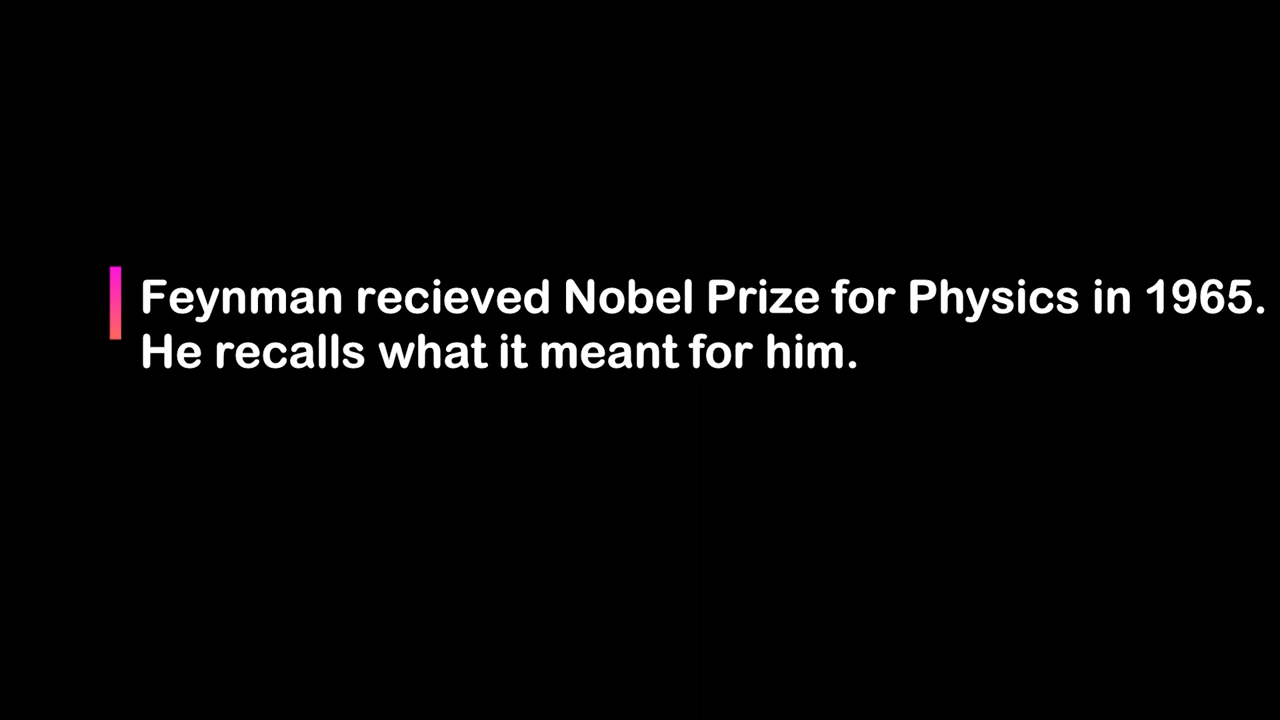 Feynman recieved Nobel Prize for Physics in 1965.
He recalls what it meant for him.